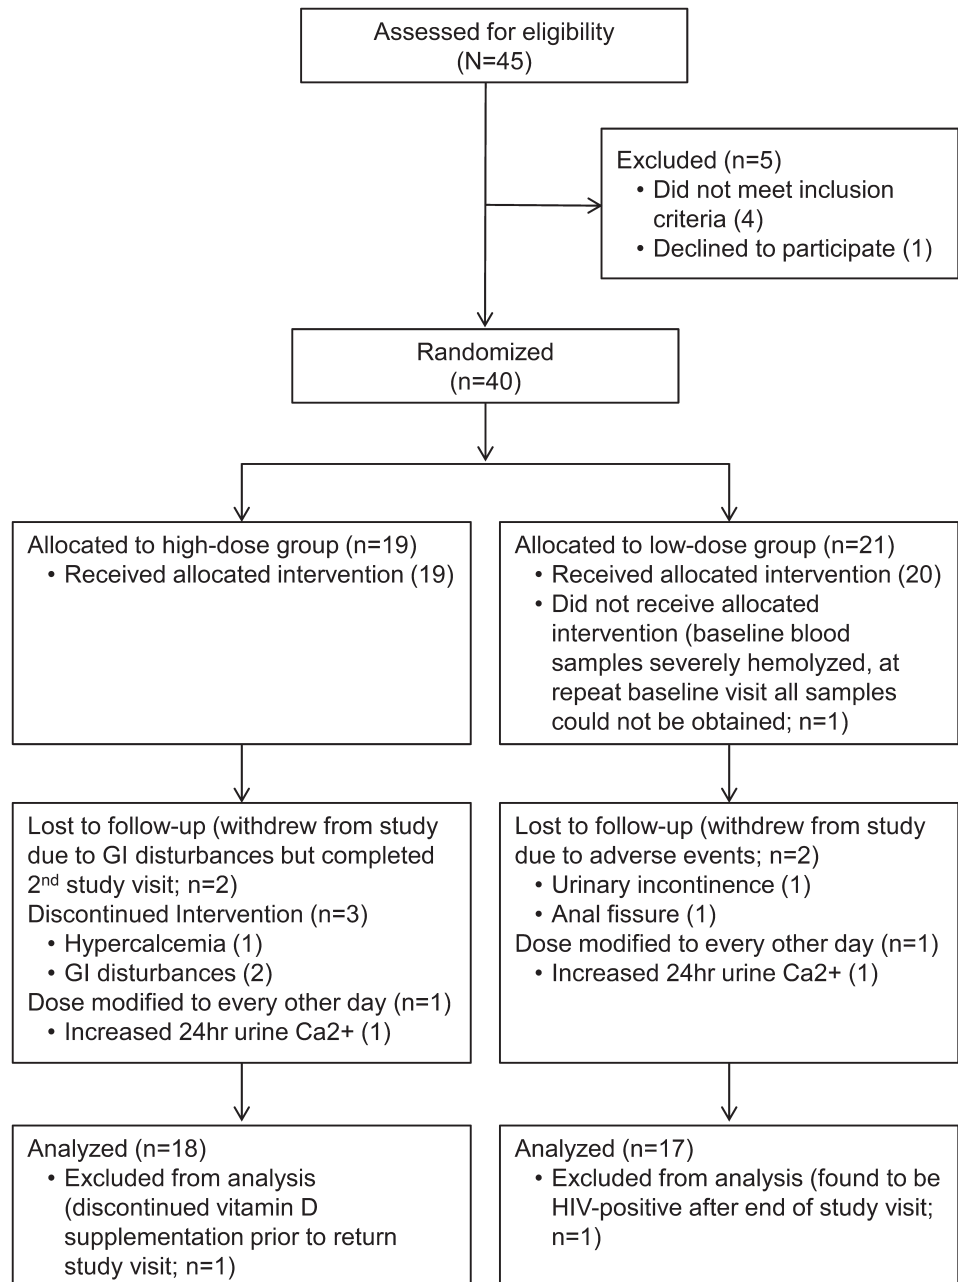 Assessed for eligibility
(N=45)
Excluded (n=5)
• Did not meet inclusion
criteria (4)
• Declined to participate (1)
Randomized
(n=40)
Allocated to high-dose group (n=19)
• Received allocated intervention (19)
Allocated to low-dose group (n=21)
• Received allocated intervention (20)
• Did not receive allocated
intervention (baseline blood
samples severely hemolyzed, at
repeat baseline visit all samples
could not be obtained; n=1)
Lost to follow-up (withdrew from study
due to GI disturbances but completed
2nd study visit; n=2)
Discontinued Intervention (n=3)
• Hypercalcemia (1)
• GI disturbances (2)
Dose modified to every other day (n=1)
• Increased 24hr urine Ca2+ (1)
Lost to follow-up (withdrew from study
due to adverse events; n=2)
• Urinary incontinence (1)
• Anal fissure (1)
Dose modified to every other day (n=1)
• Increased 24hr urine Ca2+ (1)
Analyzed (n=18)
• Excluded from analysis
(discontinued vitamin D
supplementation prior to return
study visit; n=1)
Analyzed (n=17)
• Excluded from analysis (found to be
HIV-positive after end of study visit;
n=1)